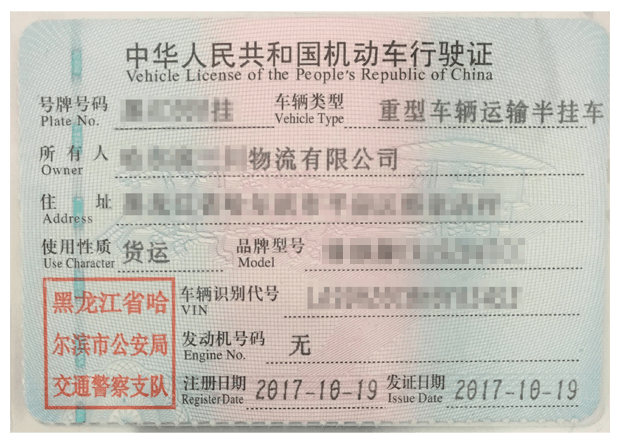 中华人民共和国机动车行驶证
Vehicle License of the People's Republic of China
号牌号码 挂 车辆类型 重型车辆运输半挂车
Plate No. Vehicle Type
所有人 物流有限公司
Owner
住址
Address
使用性质 货运 品牌型号
Use Character Model
黑龙江省哈 车辆识别代号
VIN
尔滨市公安局 发动机号码 无
Engine No.
交通警察支队 注册日期 2017-10-19 发证日期 2017-10-19
Register Date Issue Date